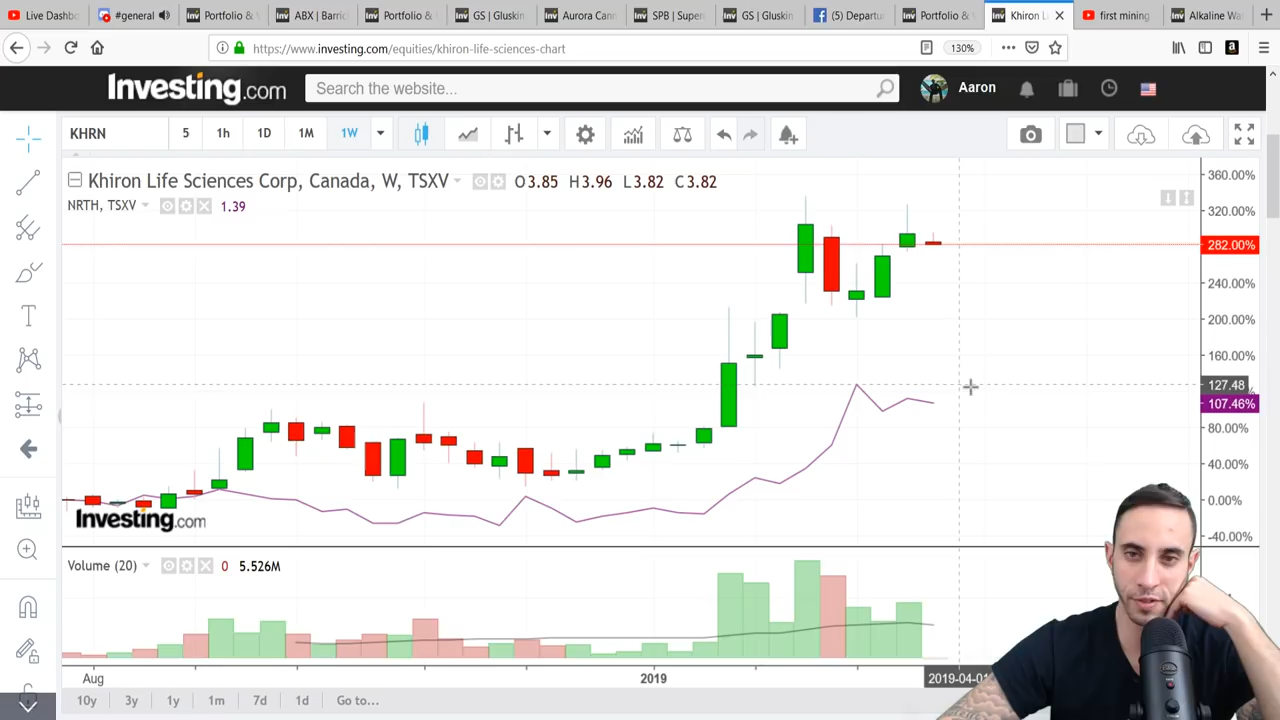 Live Dashb
#general
Portfolio &
ABX | Barric
Portfolio &
GS | Gluskin
Aurora Cann
SPB | Super
GS | Gluskin
(5) Departu
Portfolio &
Khiron L
first mining
Alkaline Wa
https://www.investing.com/equities/khiron-life-sciences-chart
130%
Investing.com
Search the website...
Aaron
KHRN 5 1h 1D 1M 1W
Khiron Life Sciences Corp, Canada, W, TSXV O3.85 H3.96 L3.82 C3.82
NRTH, TSXV 1.39
360.00%
320.00%
282.00%
240.00%
200.00%
160.00%
127.48
107.46%
80.00%
40.00%
0.00%
-40.00%
Investing.com
Volume (20) 0 5.526M
Aug 2019 2019-04-01
10y 3y 1y 1m 7d 1d Go to...